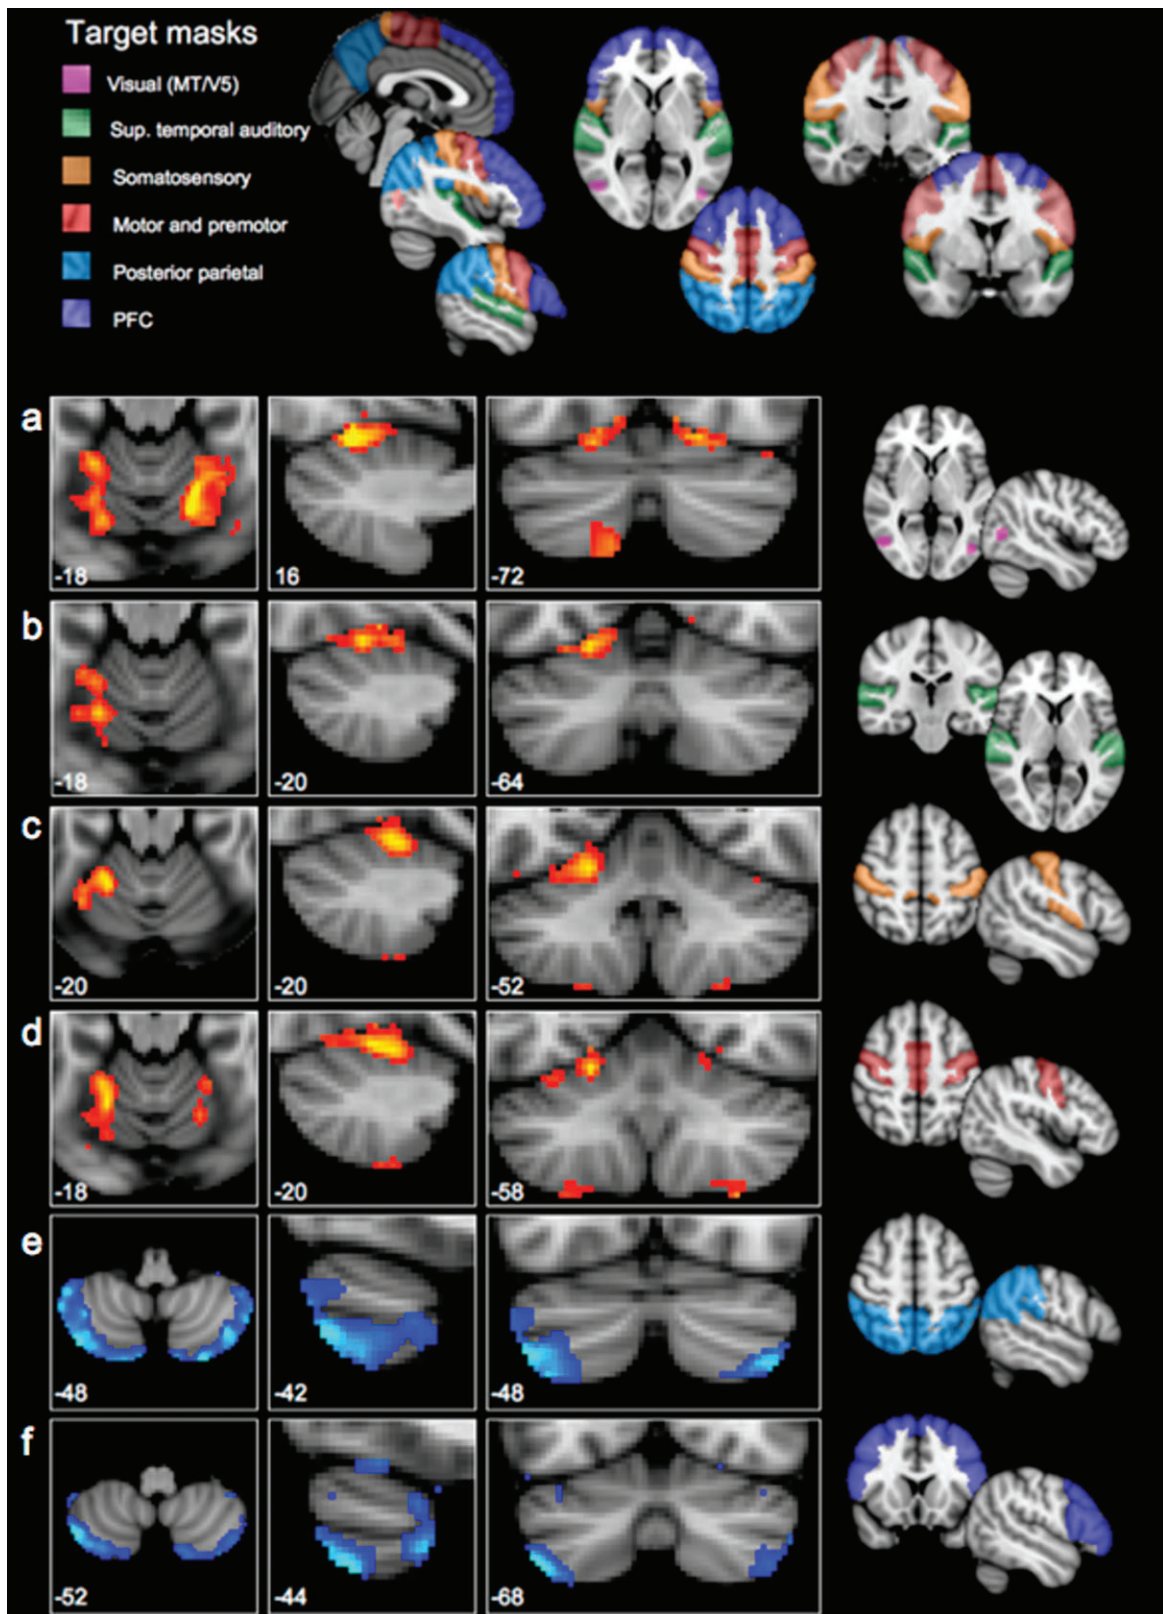 Target masks
Visual (MT/V5)
Sup. temporal auditory
Somatosensory
Motor and premotor
Posterior parietal
PFC
a
-18
16
-72
b
-18
-20
-64
c
-20
-20
-52
d
-18
-20
-58
e
-48
-42
-48
f
-52
-44
-68